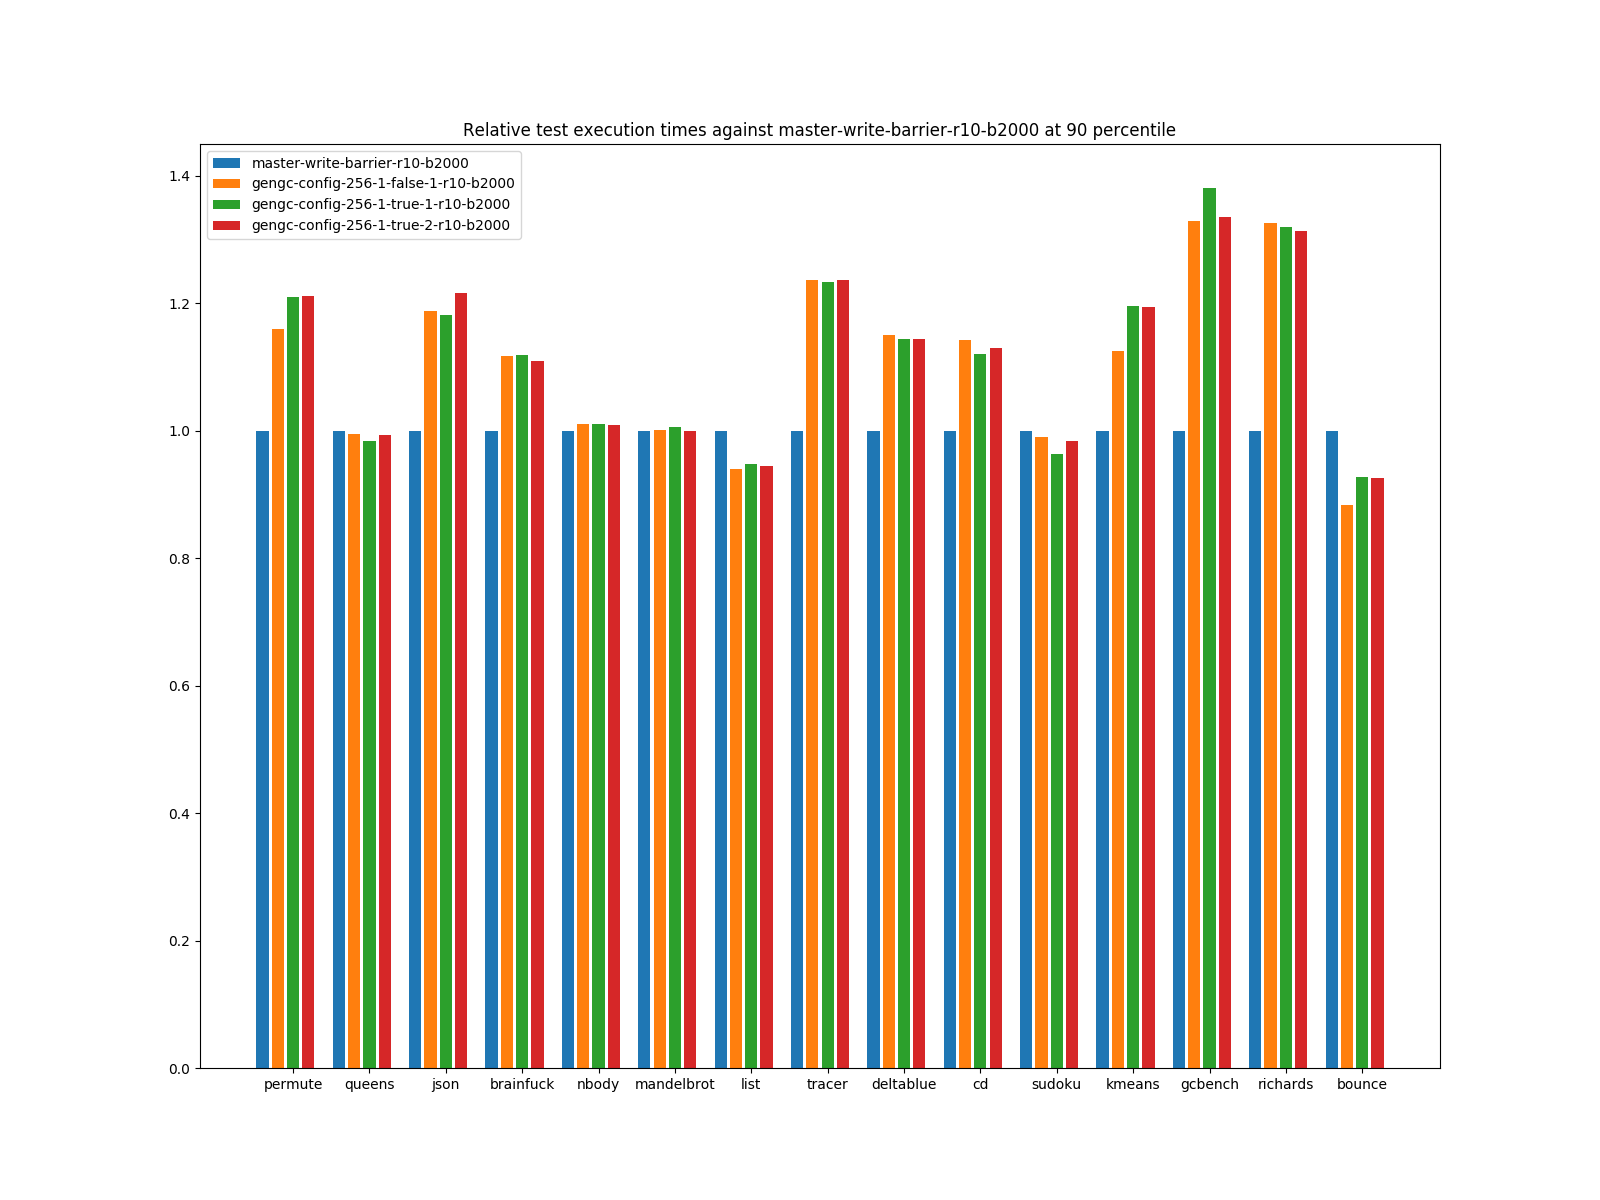 Relative test execution times against master-write-barrier-r10-b2000 at 90 percentile
master-write-barrier-r10-b2000
gengc-config-256-1-false-1-r10-b2000
gengc-config-256-1-true-1-r10-b2000
gengc-config-256-1-true-2-r10-b2000
1.4
1.2
1.0
0.8
0.6
0.4
0.2
0.0
permute queens json brainfuck nbody mandelbrot list tracer deltablue cd sudoku kmeans gcbench richards bounce